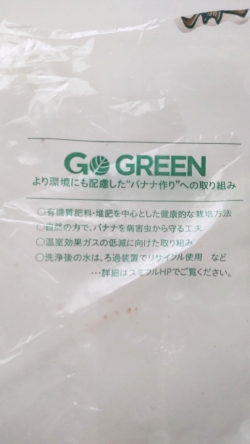 GO GREEN
より環境にも配慮した"バナナ作り"への取り組み
○有機質肥料・堆肥を中心とした健康的な栽培方法
○自然の力で、バナナを病害虫から守る工夫
○温室効果ガスの低減に向けた取り組み
○洗浄後の水は、ろ過装置でリサイクル使用 など
…詳細はスミフルHPでご覧ください。